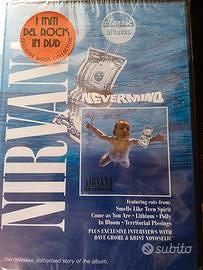 I MITI
DEL ROCK
IN DVD
classic
albums
NIRVANA
NEVERMIND
NIRVANA
featuring cuts from:
Smells Like Teen Spirit
Come as You Are • Lithium • Polly
In Bloom • Territorial Pissings
PLUS EXCLUSIVE INTERVIEWS WITH
DAVE GROHL & KRIST NOVOSELIC
the definitive authorised story of the album.
subito